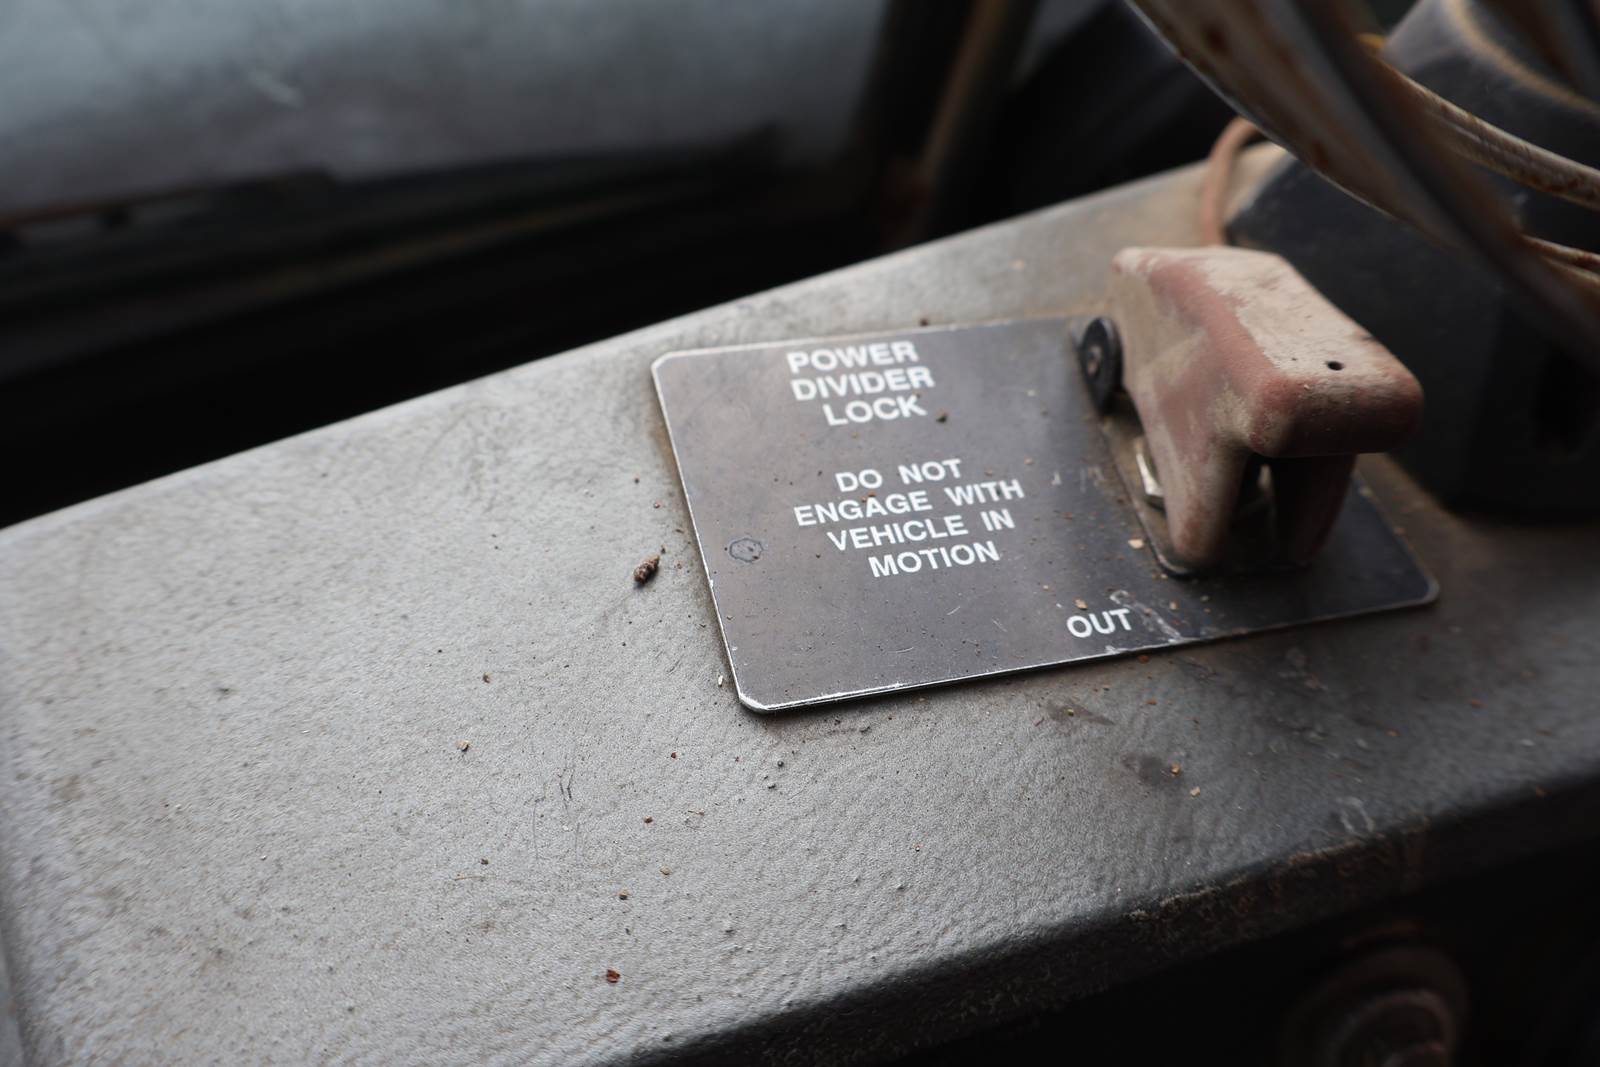 POWER
DIVIDER
LOCK
DO NOT
ENGAGE WITH
VEHICLE IN
MOTION
OUT